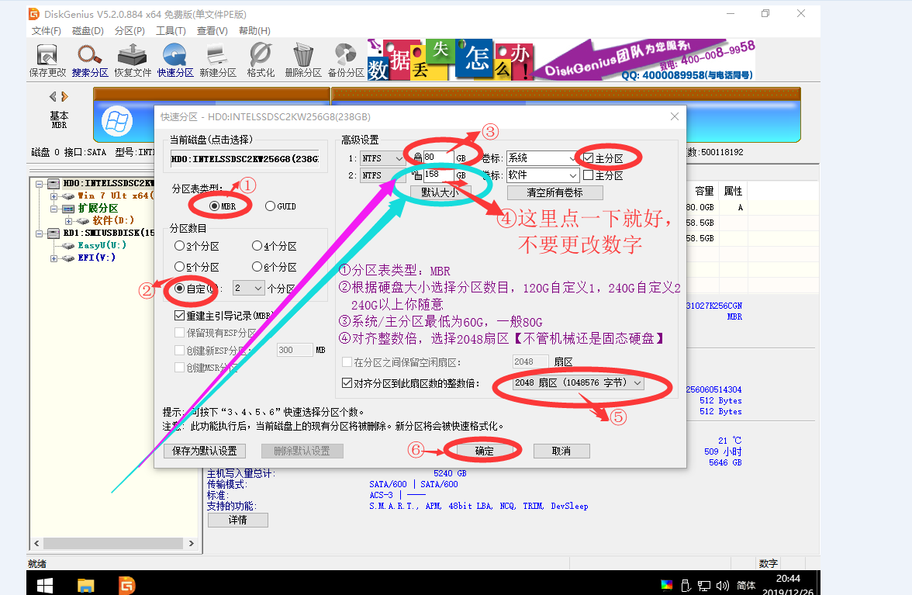 DiskGenius V5.2.0.884 x64 免费版(单文件PE版)
文件(F) 磁盘(D) 分区(P) 工具(T) 查看(V) 帮助(H)
保存更改 搜索分区 恢复文件 快速分区 新建分区 格式化 删除分区 备份分区
数据丢失怎么办!
DiskGenius团队为您服务!
致电: 400-008-9958
QQ: 4000089958(与电话同号)
基本
MBR
磁盘 0 接口:SATA 型号:INTE
数:500118192
快速分区 - HD0:INTELSSDSC2KW256G8(238GB)
当前磁盘(点击选择)
HD0:INTELSSDSC2KW256G8(238G
分区表类型:
①
MBR
GUID
分区数目
3个分区
4个分区
5个分区
6个分区
②
自定(
2
个分区
重建主引导记录(MBR)
保留现有ESP分区
创建新ESP分区:
300
MB
创建MSR分区
高级设置
③
1:
NTFS
80
GB
卷标:
系统
主分区
2:
NTFS
158
GB
卷标:
软件
主分区
默认大小
清空所有卷标
④这里点一下就好,
不要更改数字
①分区表类型: MBR
②根据硬盘大小选择分区数目, 120G自定义1, 240G自定义2
240G以上你随意
③系统/主分区最低为60G, 一般80G
④对齐整数倍, 选择2048扇区【不管机械还是固态硬盘】
在分区之间保留空闲扇区:
2048
扇区
对齐分区到此扇区数的整数倍:
2048 扇区 (1048576 字节)
⑤
提示: 可按下“3、4、5、6”快速选择分区个数。
注意: 此功能执行后, 当前磁盘上的现有分区将被删除。新分区将会被快速格式化。
保存为默认设置
删除默认设置
⑥
确定
取消
HD0:INTELSSDSC2KW
Win 7 Ult x64(
扩展分区
软件(D:)
RD1:SMIUSBDISK(15
EasyU(U:)
EFI(V:)
容量
属性
80.0GB
A
58.5GB
58.5GB
31027K256CGN
MBR
256060514304
512 Bytes
512 Bytes
21 ℃
509 小时
5646 GB
主机写入量总计:
5240 GB
传输模式:
SATA/600 | SATA/600
标准:
ACS-3 | ——
支持的功能:
S.M.A.R.T., APM, 48bit LBA, NCQ, TRIM, DevSleep
详情
就绪
数字
简体
20:44
2019/12/26